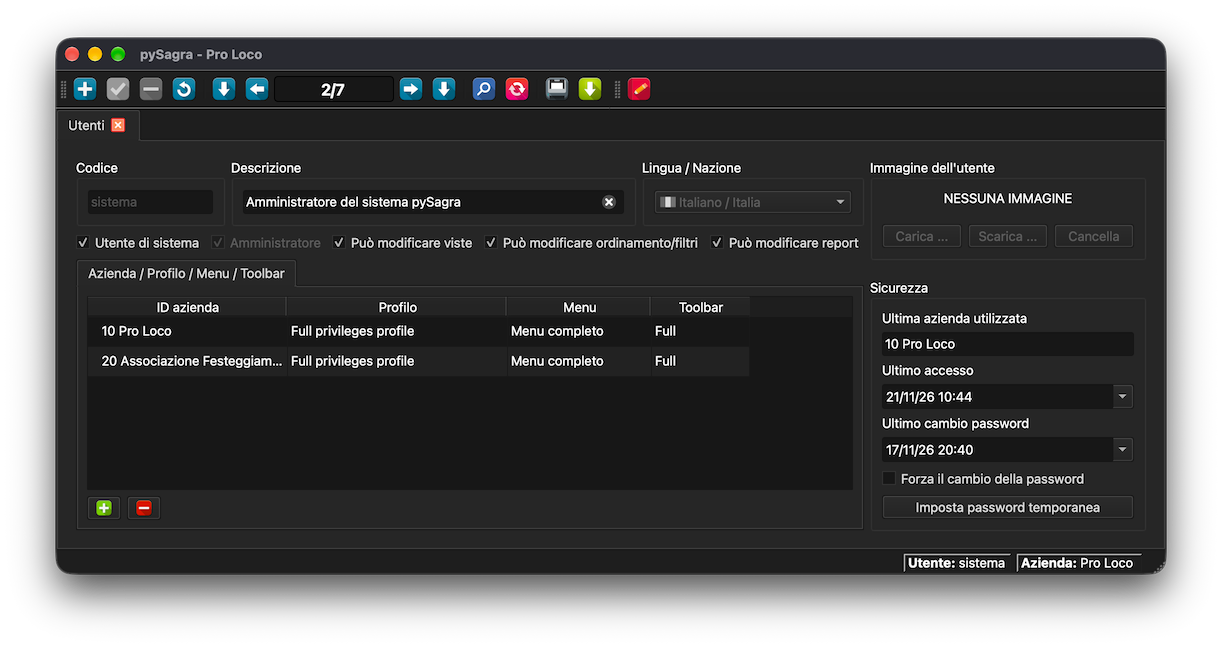 pySagra - Pro Loco
2/7
Utenti
Codice
sistema
Descrizione
Amministratore del sistema pySagra
Lingua / Nazione
Italiano / Italia
Immagine dell'utente
NESSUNA IMMAGINE
Carica ... Scarica ... Cancella
Utente di sistema Amministratore Può modificare viste Può modificare ordinamento/filtri Può modificare report
Azienda / Profilo / Menu / Toolbar
ID azienda Profilo Menu Toolbar
10 Pro Loco Full privileges profile Menu completo Full
20 Associazione Festeggiam... Full privileges profile Menu completo Full
Sicurezza
Ultima azienda utilizzata
10 Pro Loco
Ultimo accesso
21/11/26 10:44
Ultimo cambio password
17/11/26 20:40
Forza il cambio della password
Imposta password temporanea
Utente: sistema Azienda: Pro Loco